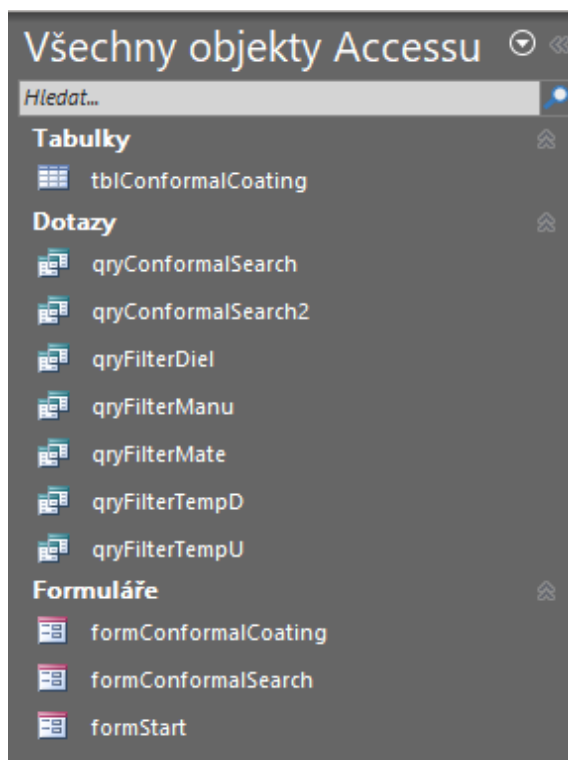 Všechny objekty Accessu
Hledat...
Tabulky
tblConformalCoating
Dotazy
qryConformalSearch
qryConformalSearch2
qryFilterDiel
qryFilterManu
qryFilterMate
qryFilterTempD
qryFilterTempU
Formuláře
formConformalCoating
formConformalSearch
formStart